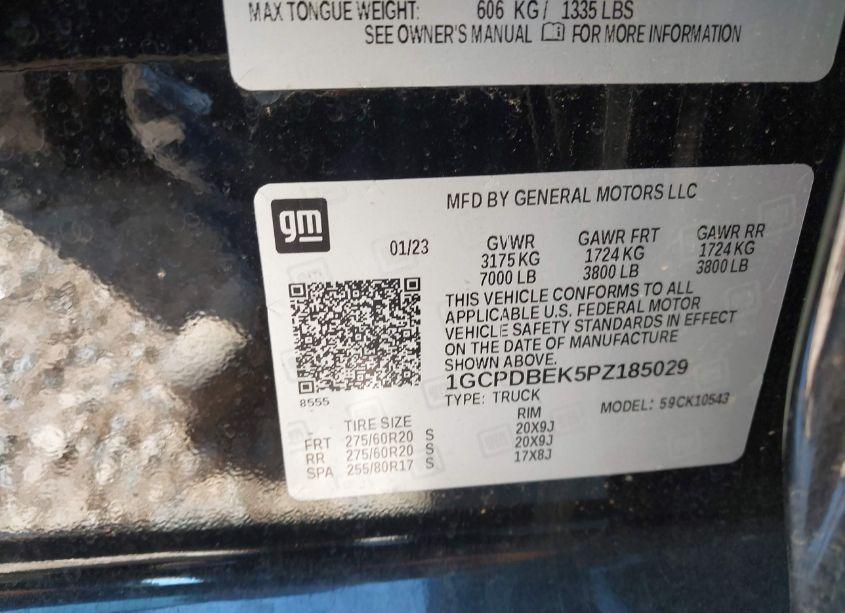 MAX TONGUE WEIGHT: 606 KG / 1335 LBS
SEE OWNER'S MANUAL FOR MORE INFORMATION
gm
MFD BY GENERAL MOTORS LLC
01/23 GVWR GAWR FRT GAWR RR
3175 KG 1724 KG 1724 KG
7000 LB 3800 LB 3800 LB
THIS VEHICLE CONFORMS TO ALL
APPLICABLE U.S. FEDERAL MOTOR
VEHICLE SAFETY STANDARDS IN EFFECT
ON THE DATE OF MANUFACTURE
SHOWN ABOVE.
1GCPDBEK5PZ185029
8555
TYPE: TRUCK MODEL: 59CK10543
TIRE SIZE RIM
FRT 275/60R20 S 20X9J
RR 275/60R20 S 20X9J
SPA 255/80R17 S 17X8J